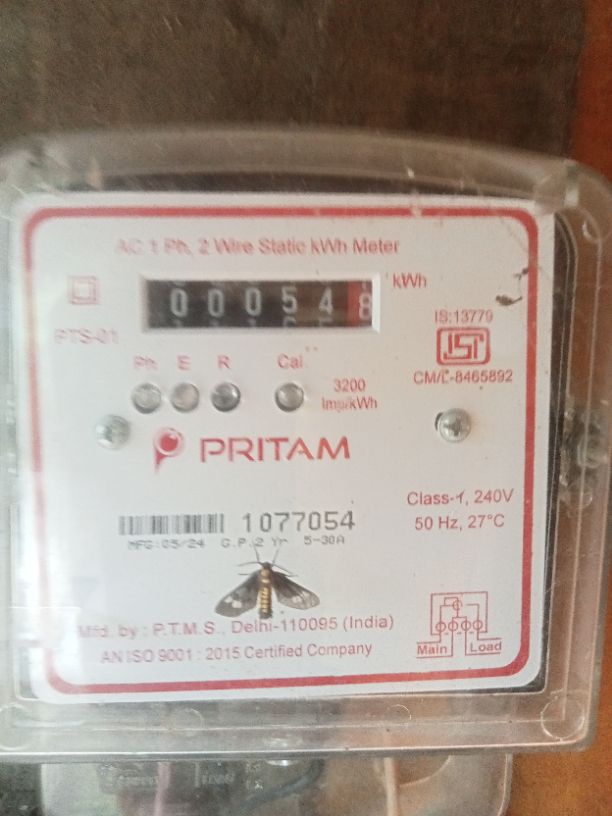 AC 1 Ph, 2 Wire Static kWh Meter
000548 kWh
PTS-01
IS:13779
ISI
CM/L-8465892
Ph E R Cal
3200
Imp/kWh
PRITAM
Class-1, 240V
50 Hz, 27°C
1077054
MFG:05/24 G.P.2 Yr 5-30A
Mfd. by : P.T.M.S., Delhi-110095 (India)
AN ISO 9001 : 2015 Certified Company
Main Load